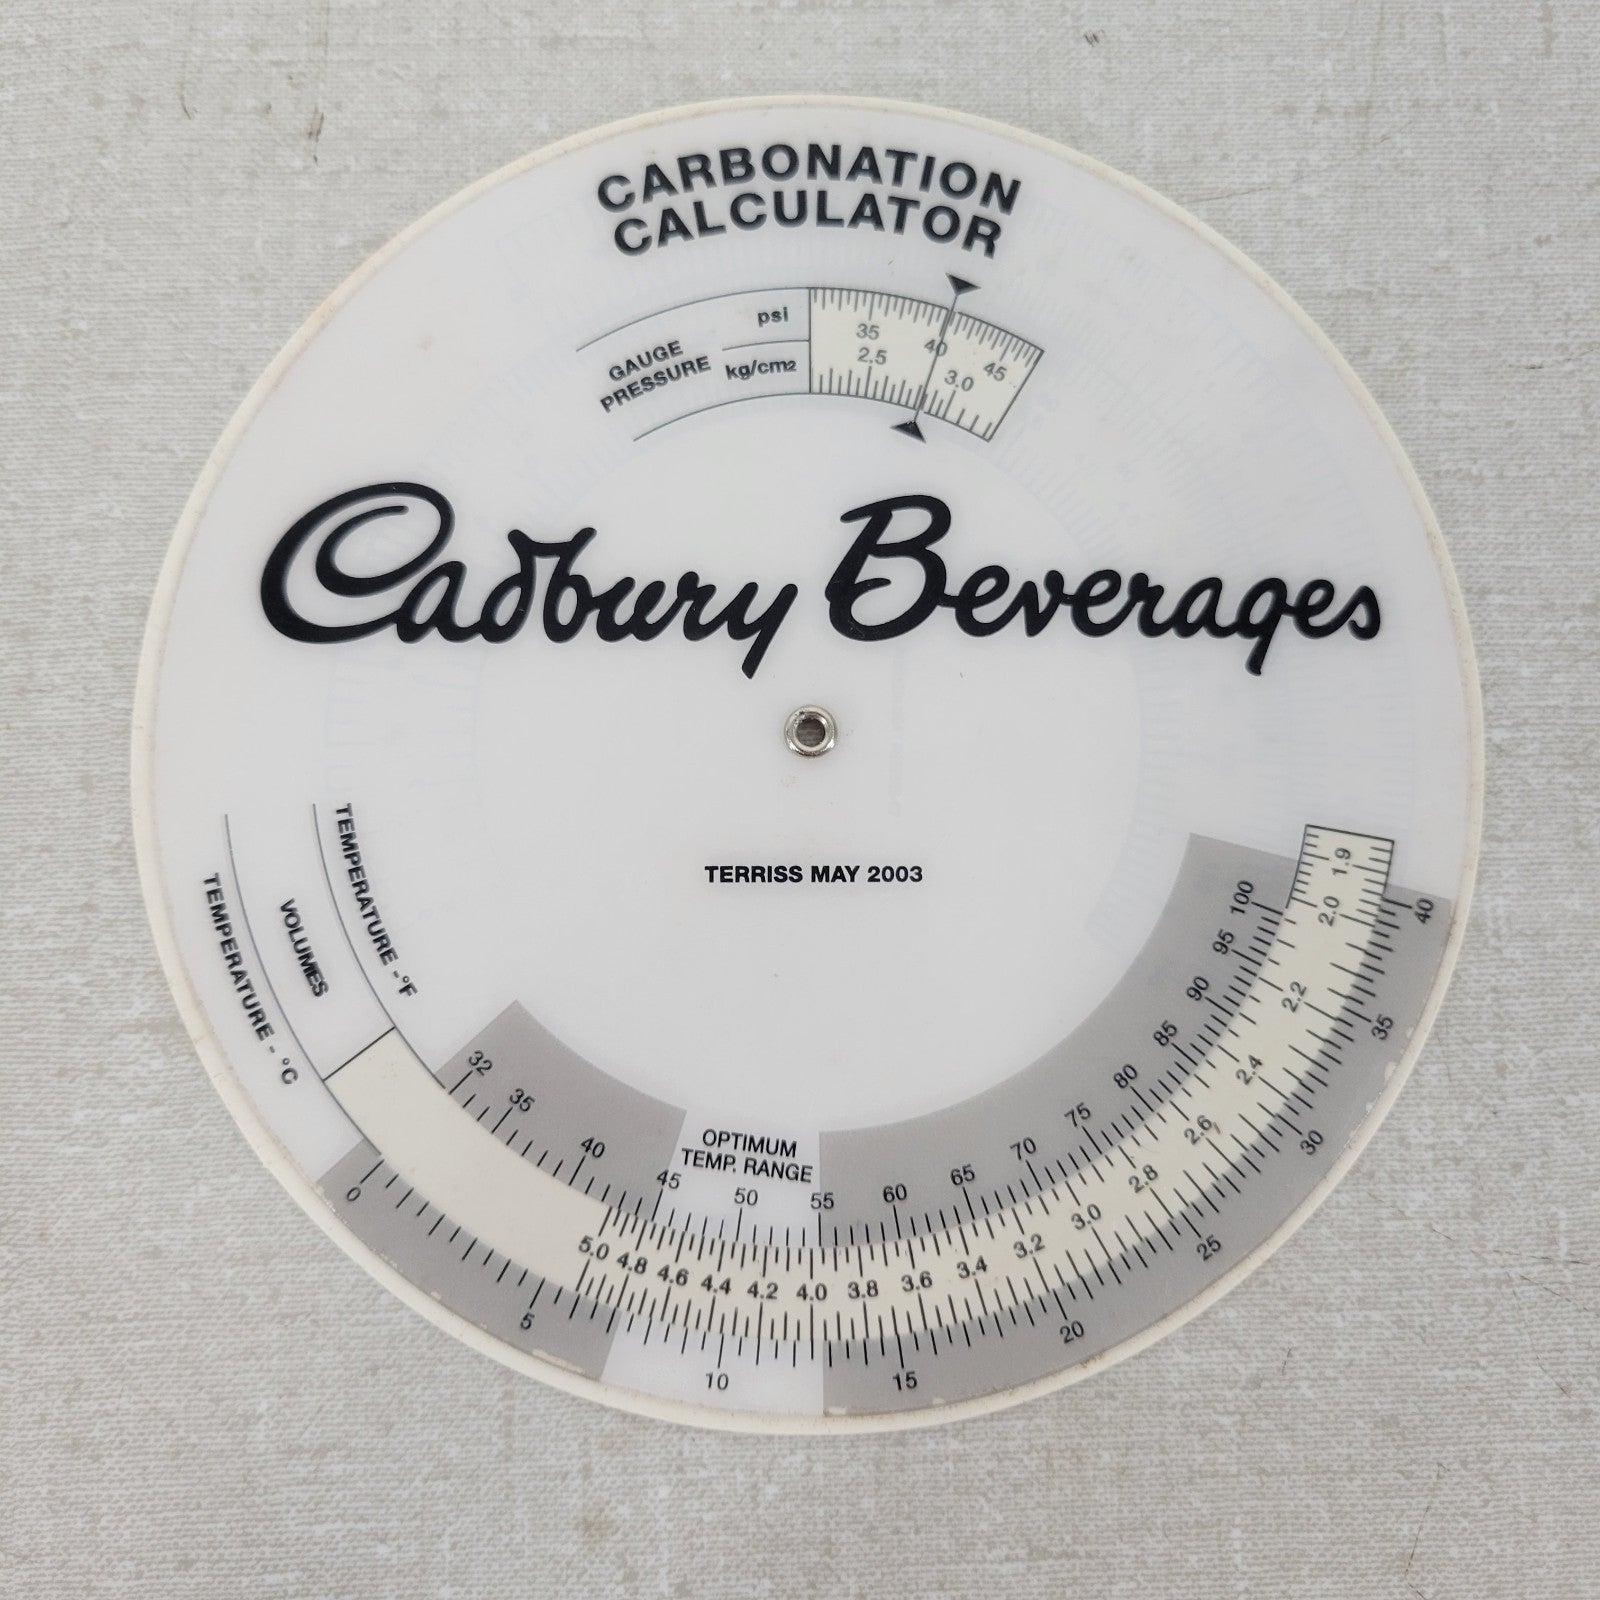 CARBONATION
CALCULATOR
GAUGE
PRESSURE
psi
35 40 45
kg/cm2
2.5 3.0
Cadbury Beverages
TERRISS MAY 2003
TEMPERATURE -°F
VOLUMES
TEMPERATURE - °C
OPTIMUM
TEMP. RANGE
32 35 40 45 50 55 60 65 70 75 80 85 90 95 100
5.0 4.8 4.6 4.4 4.2 4.0 3.8 3.6 3.4 3.2 3.0 2.8 2.6 2.4 2.2 2.0 1.9
0 5 10 15 20 25 30 35 40